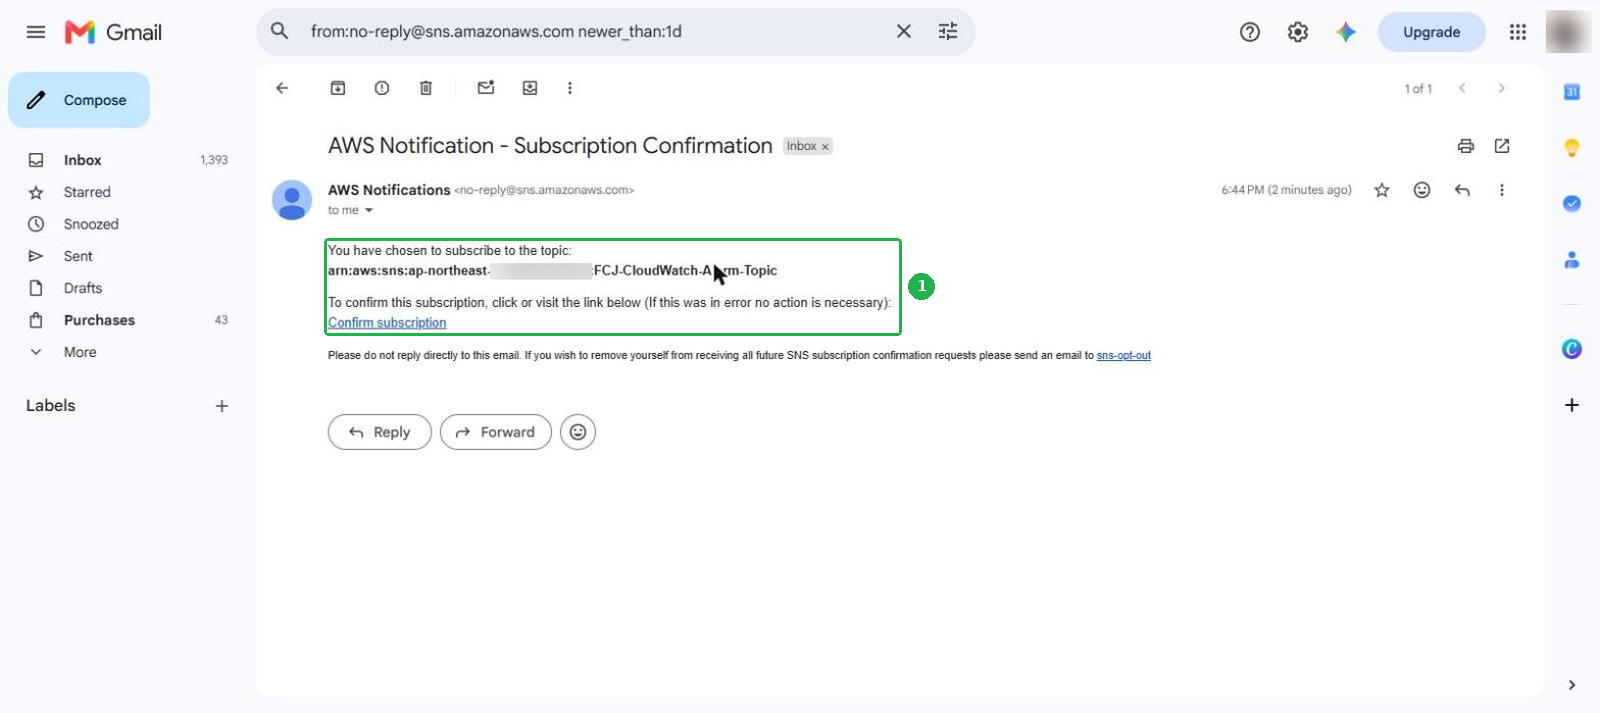 Gmail
from:no-reply@sns.amazonaws.com newer_than:1d
Upgrade
Compose
1 of 1
31
AWS Notification - Subscription Confirmation
Inbox x
Inbox 1,393
Starred
Snoozed
Sent
Drafts
Purchases 43
More
Labels
AWS Notifications <no-reply@sns.amazonaws.com>
6:44 PM (2 minutes ago)
to me
You have chosen to subscribe to the topic:
arn:aws:sns:ap-northeast- :FCJ-CloudWatch-A rm-Topic
1
To confirm this subscription, click or visit the link below (If this was in error no action is necessary):
Confirm subscription
Please do not reply directly to this email. If you wish to remove yourself from receiving all future SNS subscription confirmation requests please send an email to sns-opt-out
Reply
Forward